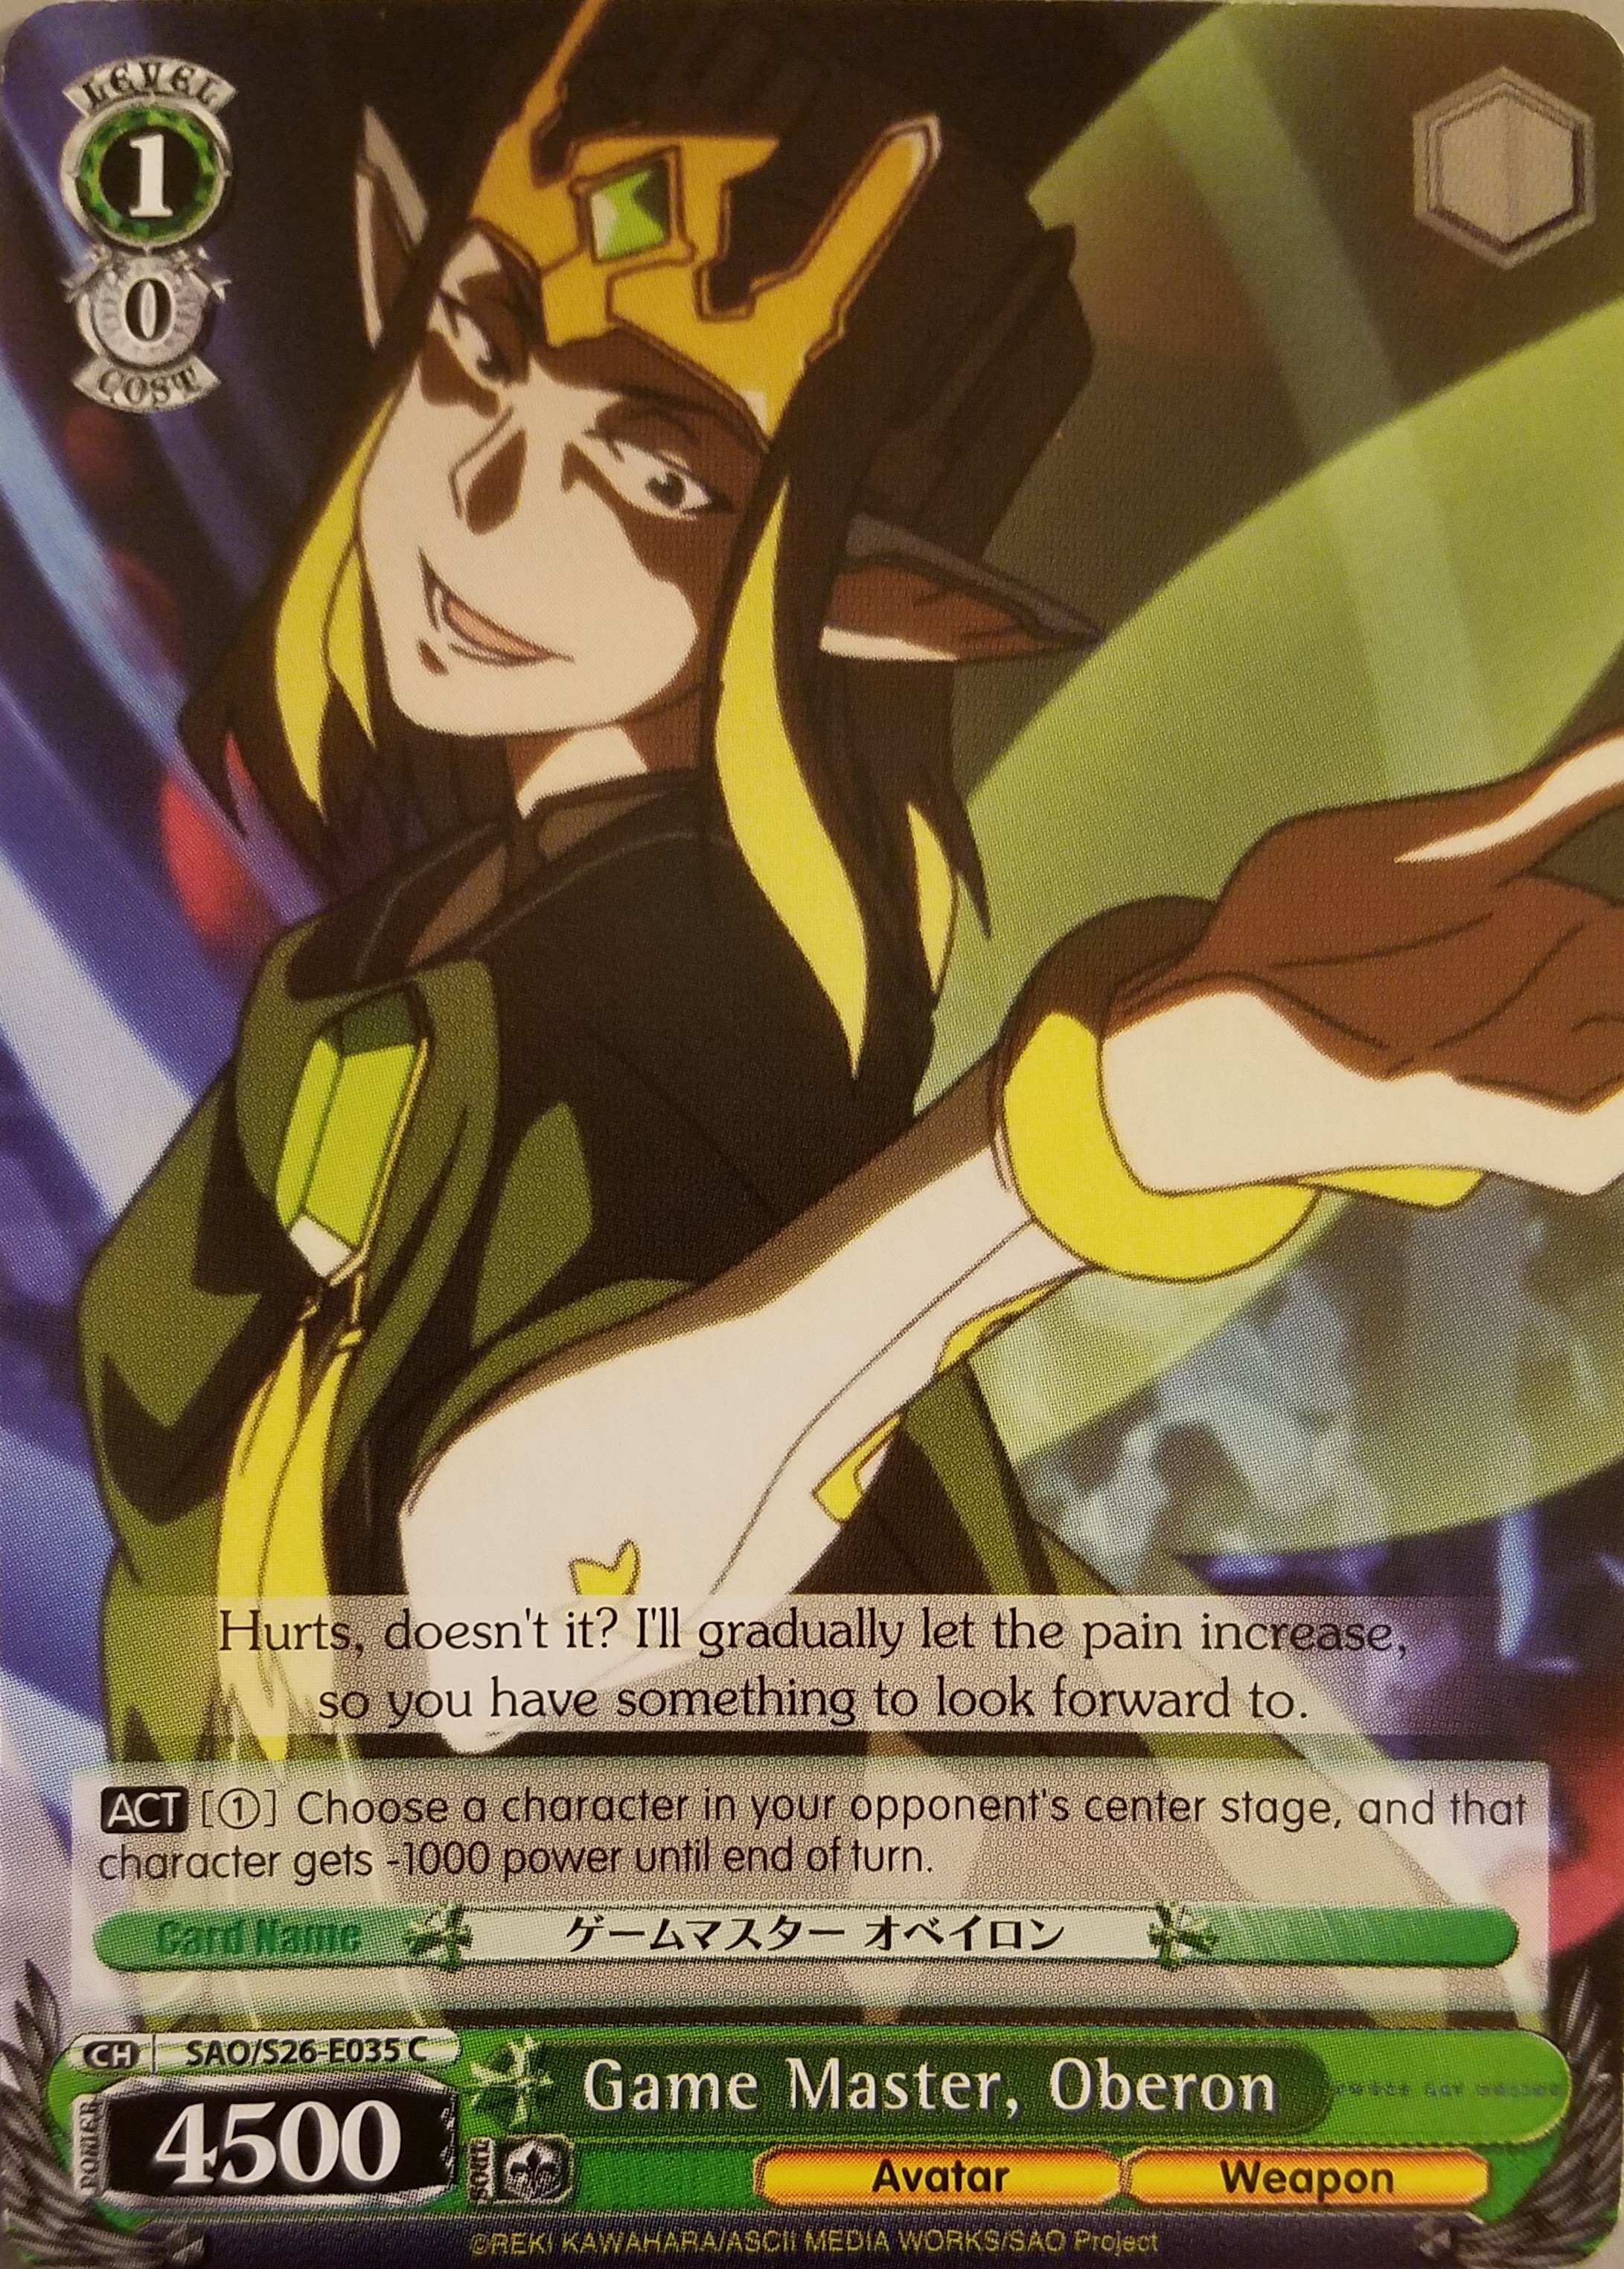 LEVEL
1
0
COST
Hurts, doesn't it? I'll gradually let the pain increase,
so you have something to look forward to.
ACT [①] Choose a character in your opponent's center stage, and that
character gets -1000 power until end of turn.
Card Name
ゲームマスター オベイロン
CH SAO/S26-E035 C
Game Master, Oberon
POWER
4500
SOUL
Avatar
Weapon
©REKI KAWAHARA/ASCII MEDIA WORKS/SAO Project